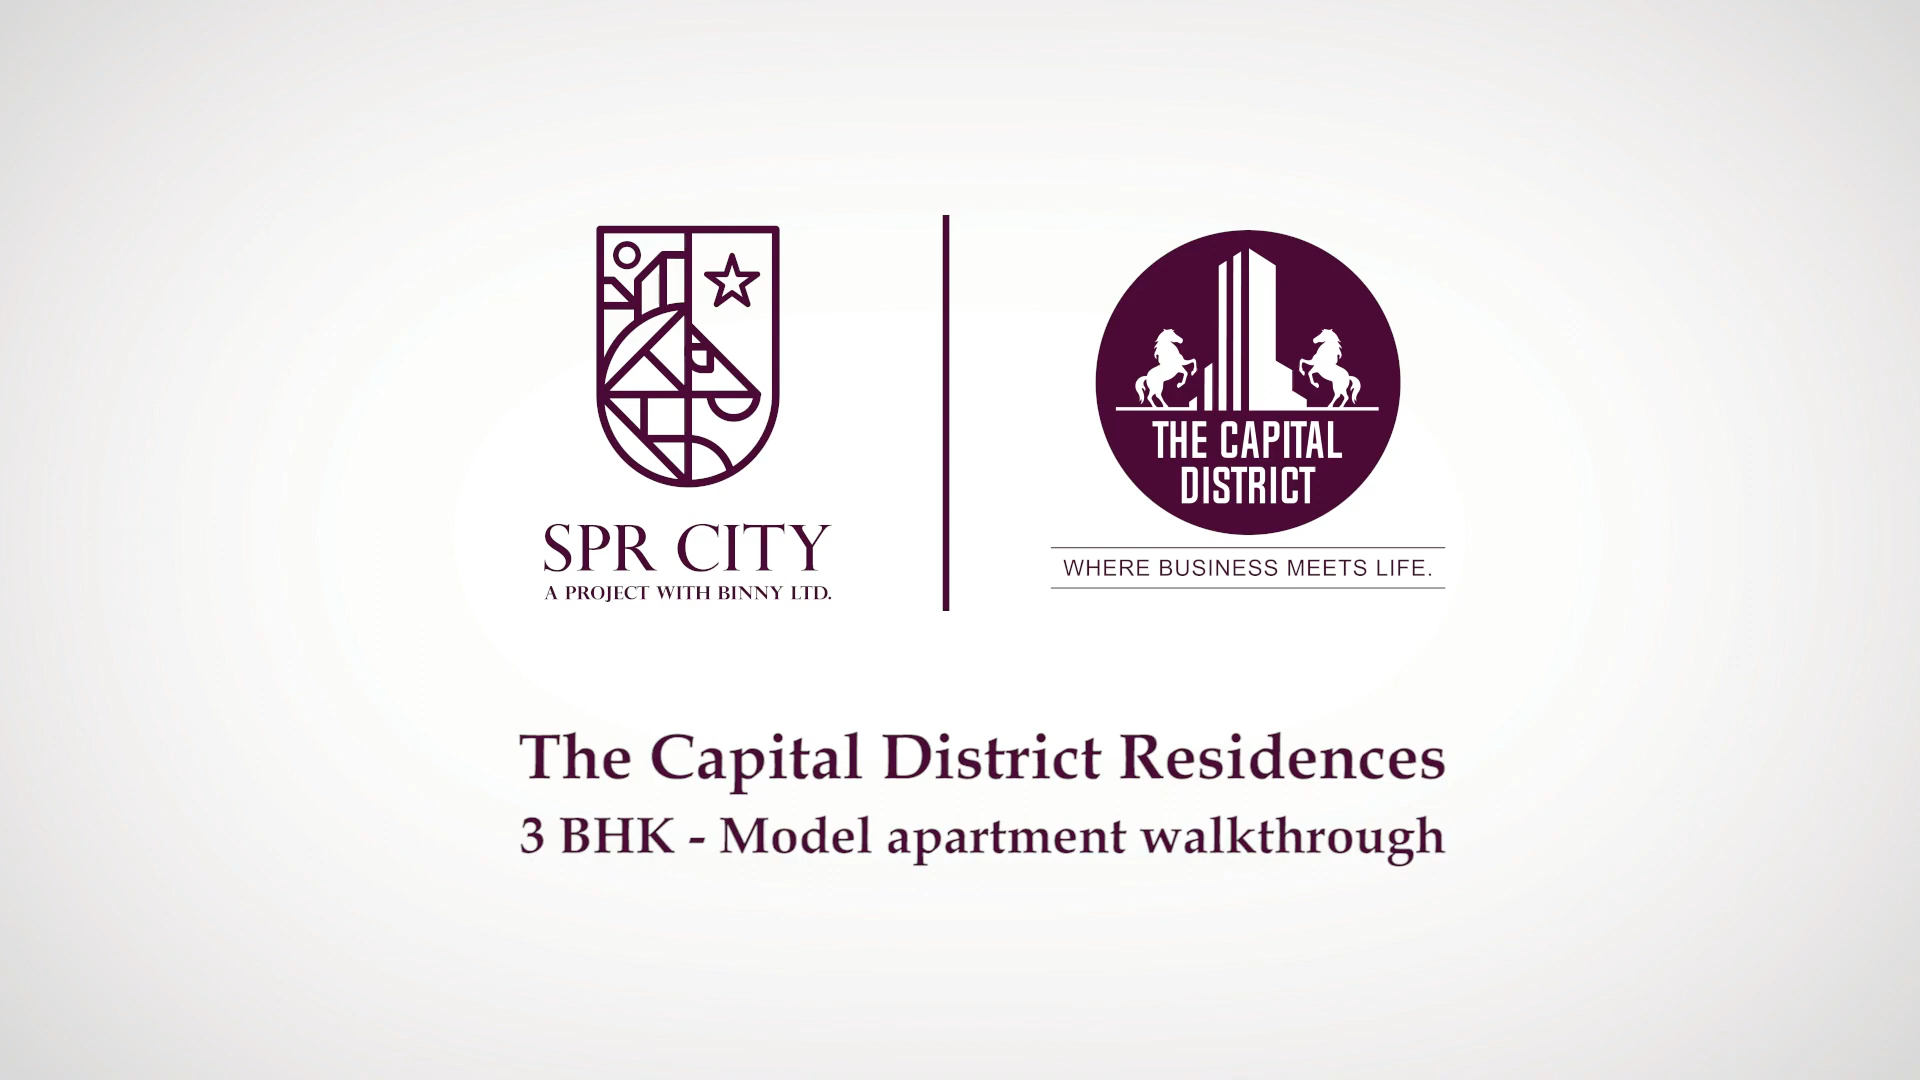 SPR CITY
A PROJECT WITH BINNY LTD.
THE CAPITAL
DISTRICT
WHERE BUSINESS MEETS LIFE.
The Capital District Residences
3 BHK - Model apartment walkthrough